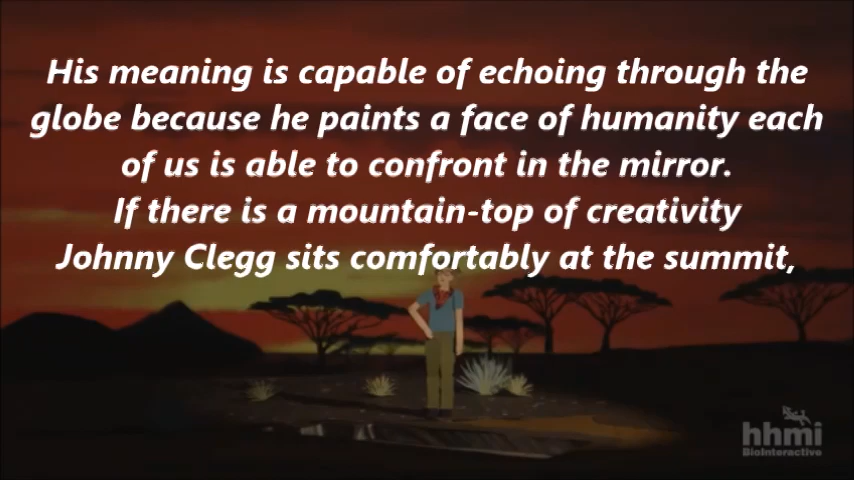 His meaning is capable of echoing through the
globe because he paints a face of humanity each
of us is able to confront in the mirror.
If there is a mountain-top of creativity
Johnny Clegg sits comfortably at the summit,
hhmi
BioInteractive